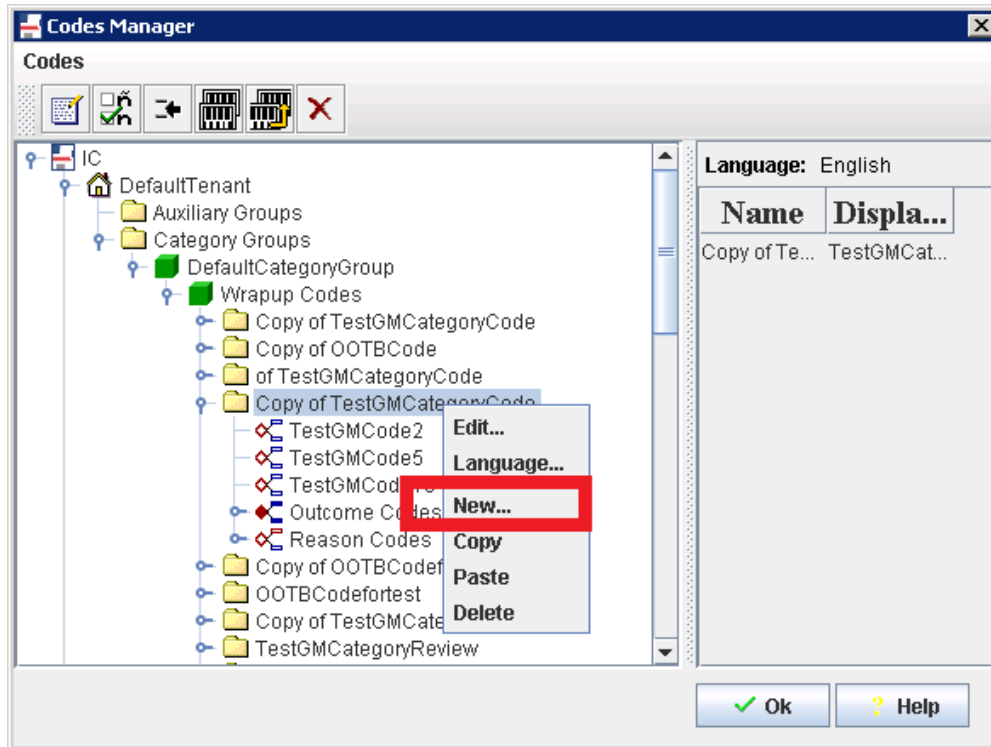 Codes Manager
Codes
IC
DefaultTenant
Auxiliary Groups
Category Groups
DefaultCategoryGroup
Wrapup Codes
Copy of TestGMCategoryCode
Copy of OOTBCode
of TestGMCategoryCode
Copy of TestGMCategoryCode
TestGMCode2
TestGMCode5
Outcome Codes
Reason Codes
Copy of OOTBCodef
OOTBCodefortest
Copy of TestGMCate
TestGMCategoryReview
Edit...
Language...
New...
Copy
Paste
Delete
Language: English
Name Displa...
Copy of Te... TestGMCat...
Ok
? Help